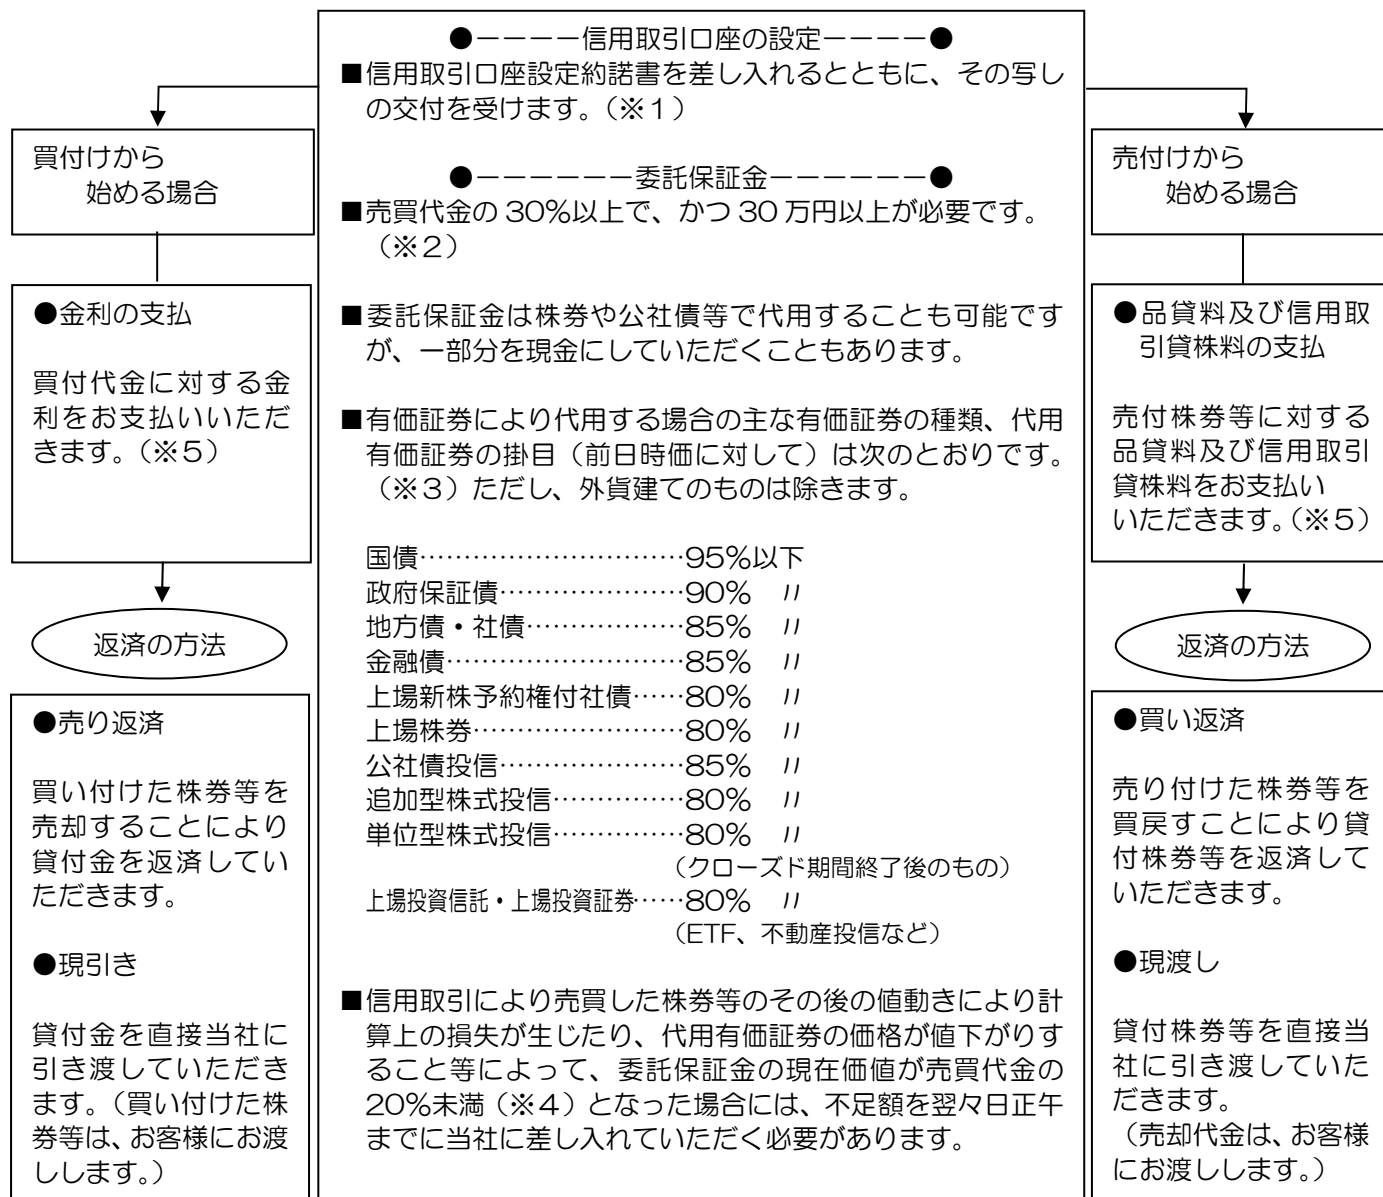 ●－－－－信用取引口座の設定－－－－●
■信用取引口座設定約諾書を差し入れるとともに、その写し
の交付を受けます。（※１）
●－－－－－－委託保証金－－－－－－●
■売買代金の30％以上で、かつ30万円以上が必要です。
（※２）
■委託保証金は株券や公社債等で代用することも可能です
が、一部分を現金にしていただくこともあります。
■有価証券により代用する場合の主な有価証券の種類、代用
有価証券の掛目（前日時価に対して）は次のとおりです。
（※３）ただし、外貨建てのものは除きます。
国債…………………………95％以下
政府保証債…………………90％　〃
地方債・社債………………85％　〃
金融債………………………85％　〃
上場新株予約権付社債……80％　〃
上場株券……………………80％　〃
公社債投信…………………85％　〃
追加型株式投信……………80％　〃
単位型株式投信……………80％　〃
（クローズド期間終了後のもの）
上場投資信託・上場投資証券……80％　〃
（ETF、不動産投信など）
■信用取引により売買した株券等のその後の値動きにより計
算上の損失が生じたり、代用有価証券の価格が値下がりす
ること等によって、委託保証金の現在価値が売買代金の
20％未満（※４）となった場合には、不足額を翌々日正午
までに当社に差し入れていただく必要があります。
買付けから
始める場合
●金利の支払
買付代金に対する金
利をお支払いいただ
きます。（※５）
返済の方法
●売り返済
買い付けた株券等を
売却することにより
貸付金を返済してい
ただきます。
●現引き
貸付金を直接当社に
引き渡していただき
ます。（買い付けた株
券等は、お客様にお渡
しします。）
売付けから
始める場合
●品貸料及び信用取
引貸株料の支払
売付株券等に対する
品貸料及び信用取引
貸株料をお支払い
いただきます。（※５）
返済の方法
●買い返済
売り付けた株券等を
買戻すことにより貸
付株券等を返済して
いただきます。
●現渡し
貸付株券等を直接当
社に引き渡していた
だきます。
（売却代金は、お客様
にお渡しします。）